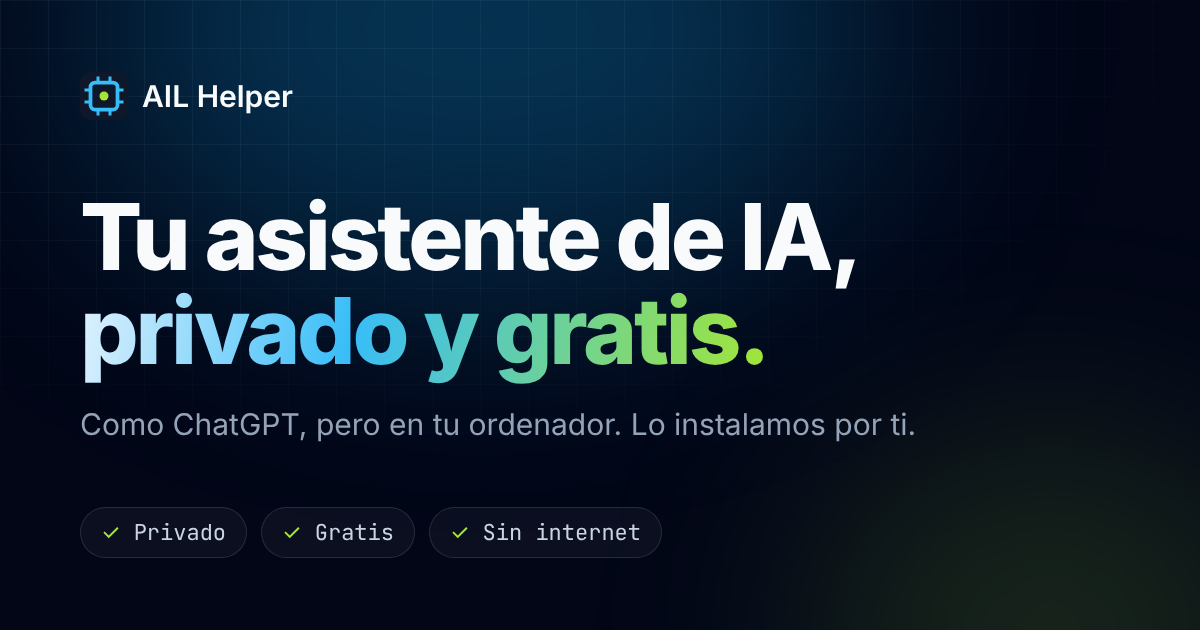 AIL Helper
Tu asistente de IA,
privado y gratis.
Como ChatGPT, pero en tu ordenador. Lo instalamos por ti.
Privado
Gratis
Sin internet